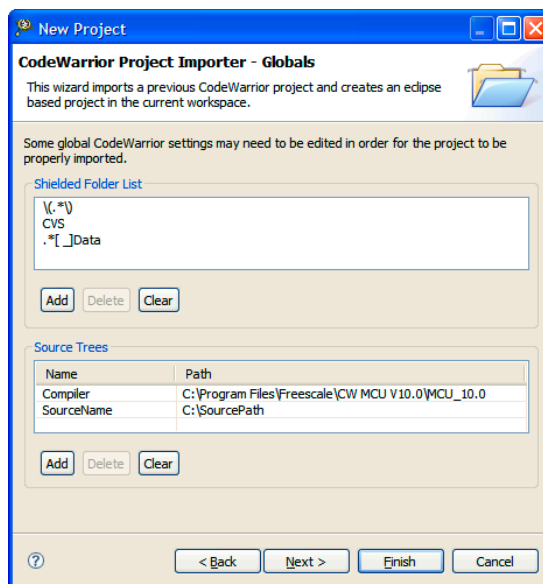 New Project
CodeWarrior Project Importer - Globals
This wizard imports a previous CodeWarrior project and creates an eclipse
based project in the current workspace.
Some global CodeWarrior settings may need to be edited in order for the project to be
properly imported.
Shielded Folder List
\(.*\)
CVS
.*[ _]Data
Add Delete Clear
Source Trees
Name Path
Compiler C:\Program Files\Freescale\CW MCU V10.0\MCU_10.0
SourceName C:\SourcePath
Add Delete Clear
? < Back Next > Finish Cancel